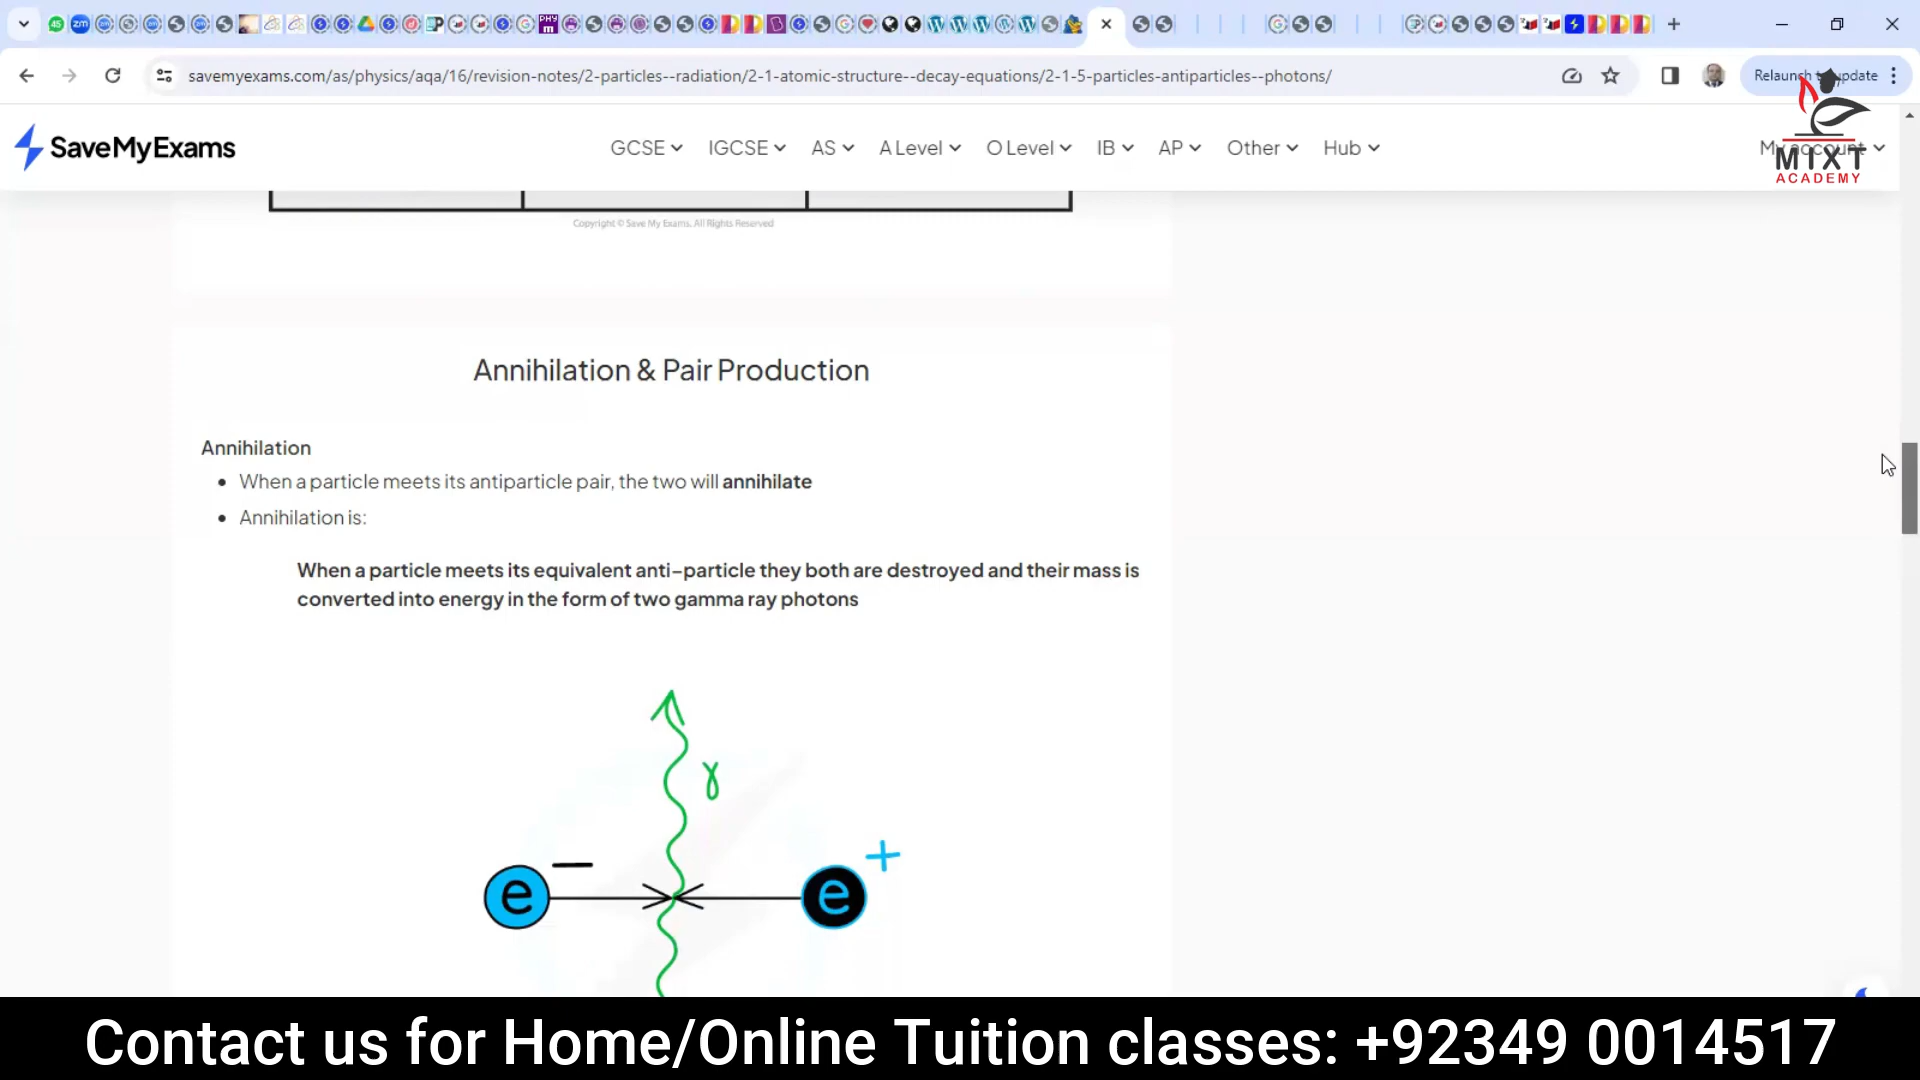 savemyexams.com/as/physics/aqa/16/revision-notes/2-particles--radiation/2-1-atomic-structure--decay-equations/2-1-5-particles-antiparticles--photons/
SaveMyExams
GCSE
IGCSE
AS
A Level
O Level
IB
AP
Other
Hub
MIXT
ACADEMY
Copyright © Save My Exams. All Rights Reserved
Annihilation & Pair Production
Annihilation
When a particle meets its antiparticle pair, the two will annihilate
Annihilation is:
When a particle meets its equivalent anti-particle they both are destroyed and their mass is
converted into energy in the form of two gamma ray photons
γ
e −
e +
Contact us for Home/Online Tuition classes: +92349 0014517